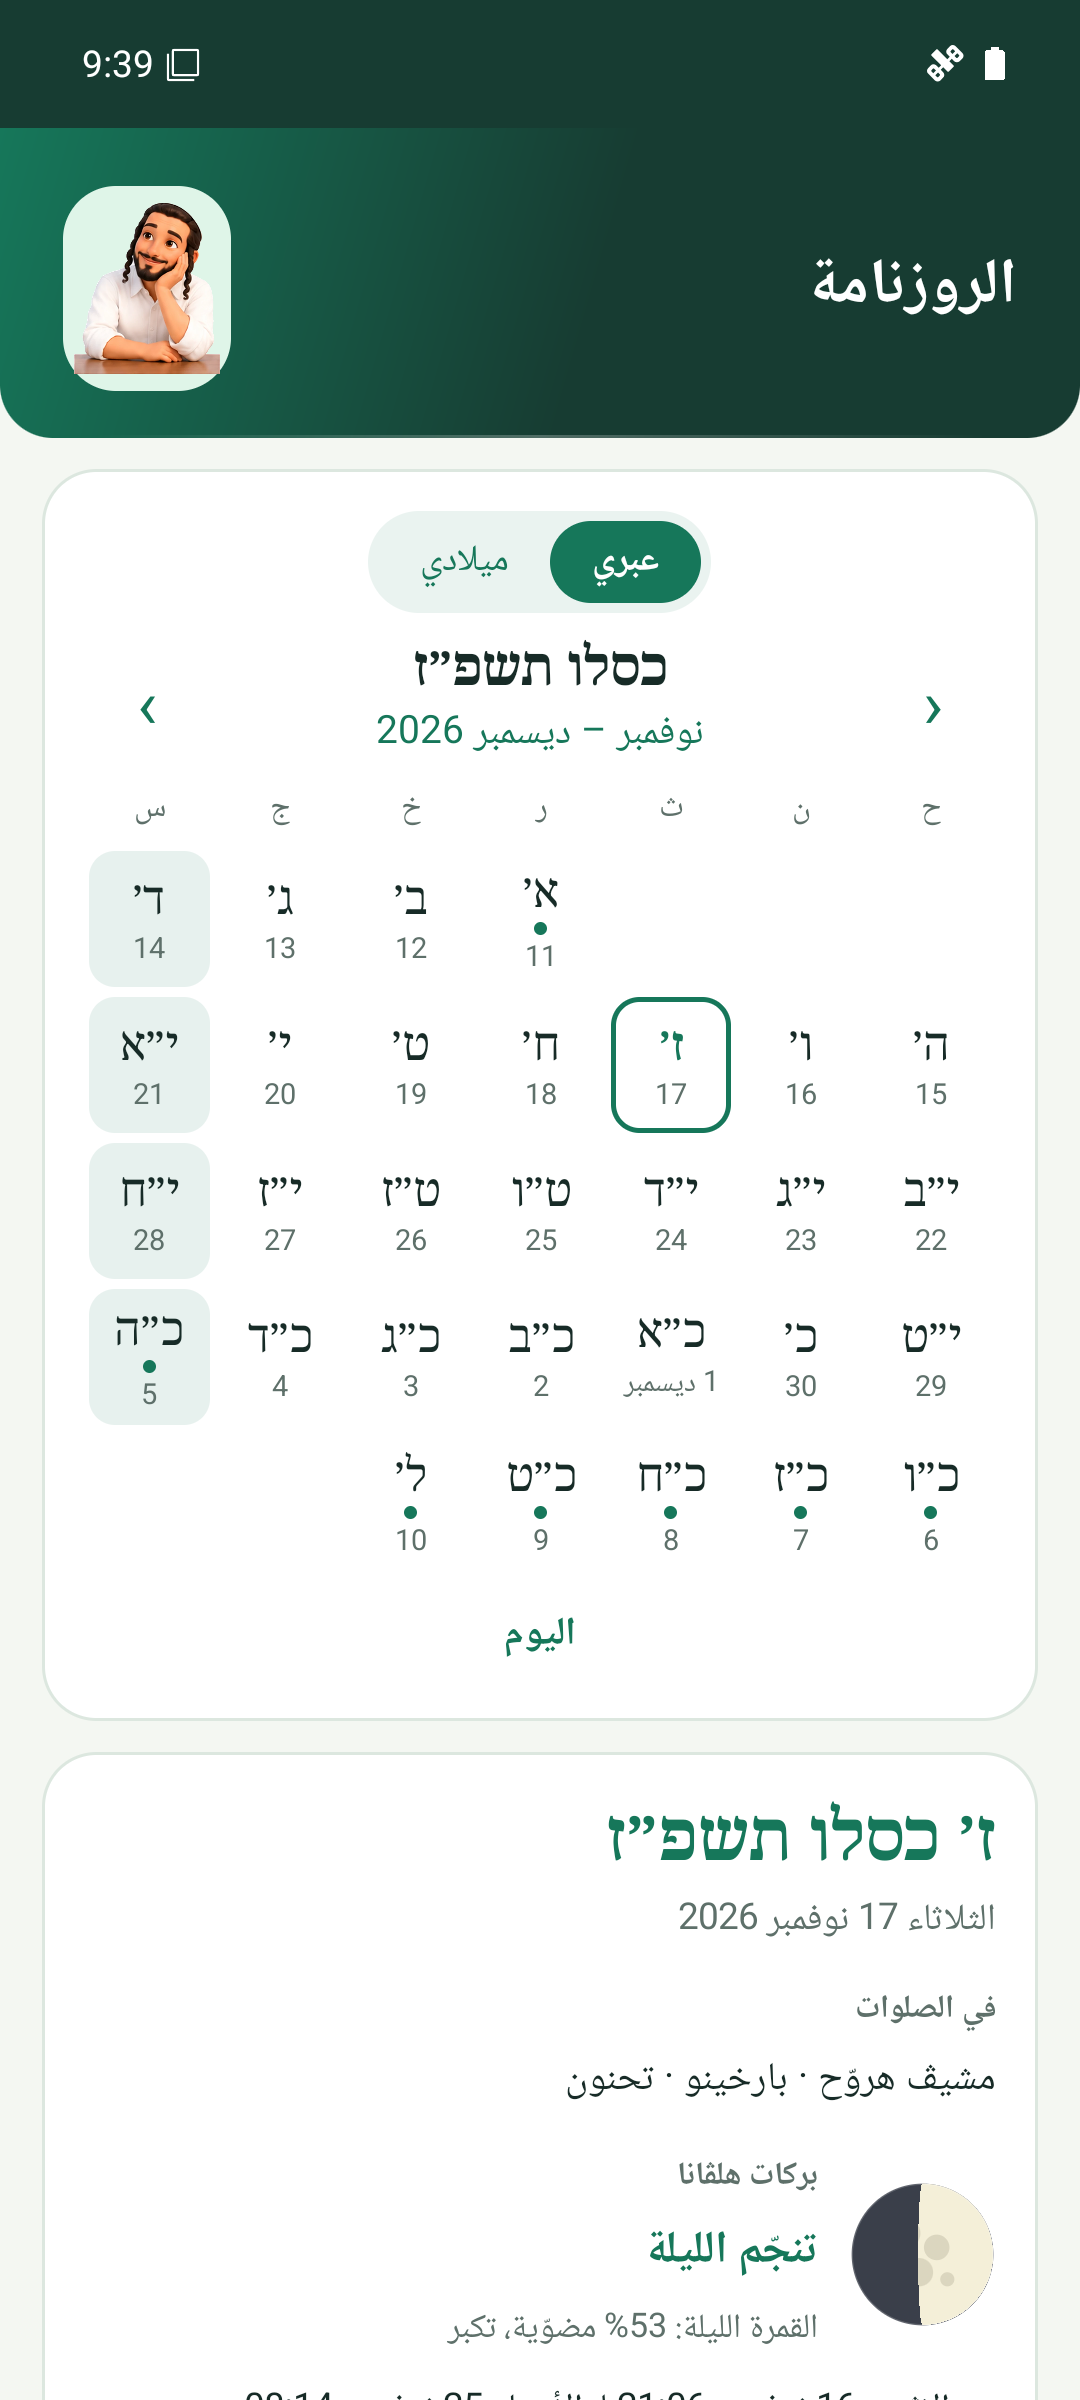 9:39
الروزنامة
عبري ميلادي
כסלו תשפ״ז
نوفمبر – ديسمبر 2026
ح ن ث ر خ ج س
א׳ ב׳ ג׳ ד׳
11 12 13 14
ה׳ ו׳ ז׳ ח׳ ט׳ י׳ י״א
15 16 17 18 19 20 21
י״ב י״ג י״ד ט״ו ט״ז י״ז י״ח
22 23 24 25 26 27 28
י״ט כ׳ כ״א כ״ב כ״ג כ״ד כ״ה
29 30 1 ديسمبر 2 3 4 5
כ״ו כ״ז כ״ח כ״ט ל׳
6 7 8 9 10
اليوم
ז׳ כסלו תשפ״ז
الثلاثاء 17 نوفمبر 2026
في الصلوات
مشيڤ هروّح · بارخينو · تحنون
بركات هلڤانا
تنجّم الليلة
القمرة الليلة: 53% مضوّية، تكبر